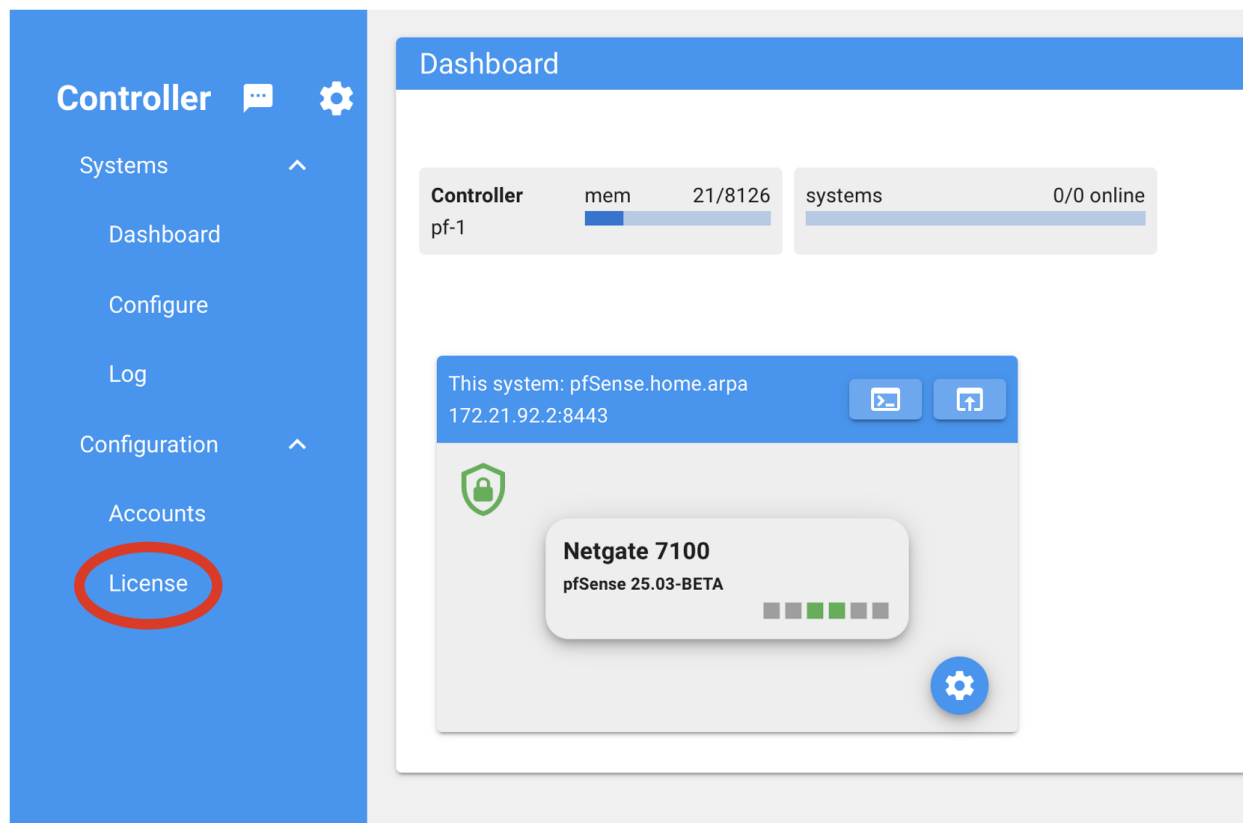 Controller
Systems
Dashboard
Configure
Log
Configuration
Accounts
License
Dashboard
Controller mem 21/8126
pf-1
systems 0/0 online
This system: pfSense.home.arpa
172.21.92.2:8443
Netgate 7100
pfSense 25.03-BETA